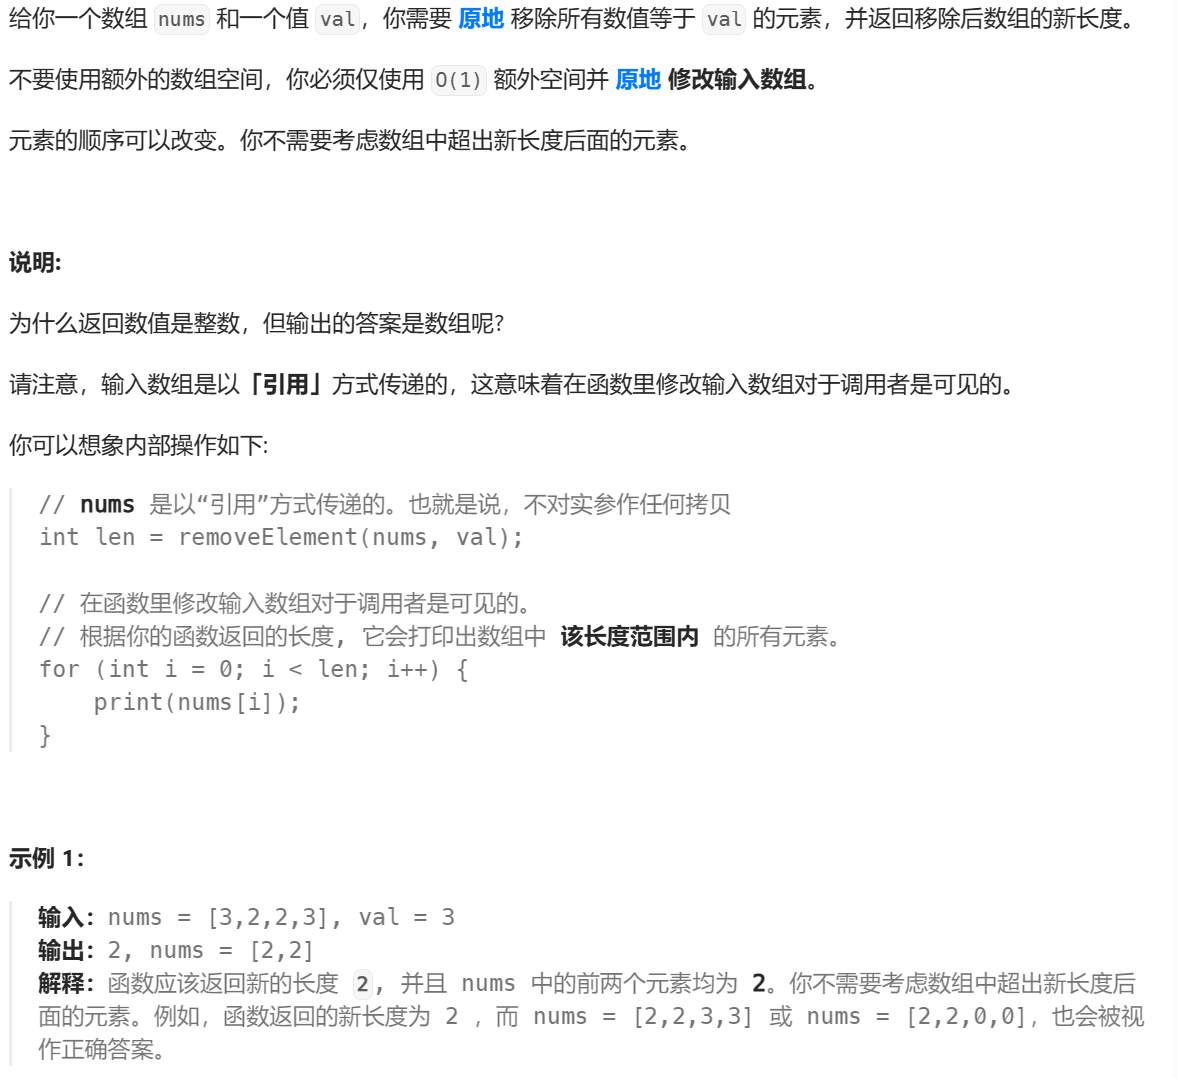 给你一个数组 nums 和一个值 val，你需要 原地 移除所有数值等于 val 的元素，并返回移除后数组的新长度。
不要使用额外的数组空间，你必须仅使用 O(1) 额外空间并 原地 修改输入数组。
元素的顺序可以改变。你不需要考虑数组中超出新长度后面的元素。
说明:
为什么返回数值是整数，但输出的答案是数组呢?
请注意，输入数组是以「引用」方式传递的，这意味着在函数里修改输入数组对于调用者是可见的。
你可以想象内部操作如下:
// nums 是以“引用”方式传递的。也就是说，不对实参作任何拷贝
int len = removeElement(nums, val);
// 在函数里修改输入数组对于调用者是可见的。
// 根据你的函数返回的长度, 它会打印出数组中 该长度范围内 的所有元素。
for (int i = 0; i < len; i++) {
    print(nums[i]);
}
示例 1：
输入：nums = [3,2,2,3], val = 3
输出：2, nums = [2,2]
解释：函数应该返回新的长度 2, 并且 nums 中的前两个元素均为 2。你不需要考虑数组中超出新长度后
面的元素。例如，函数返回的新长度为 2 ，而 nums = [2,2,3,3] 或 nums = [2,2,0,0]，也会被视
作正确答案。